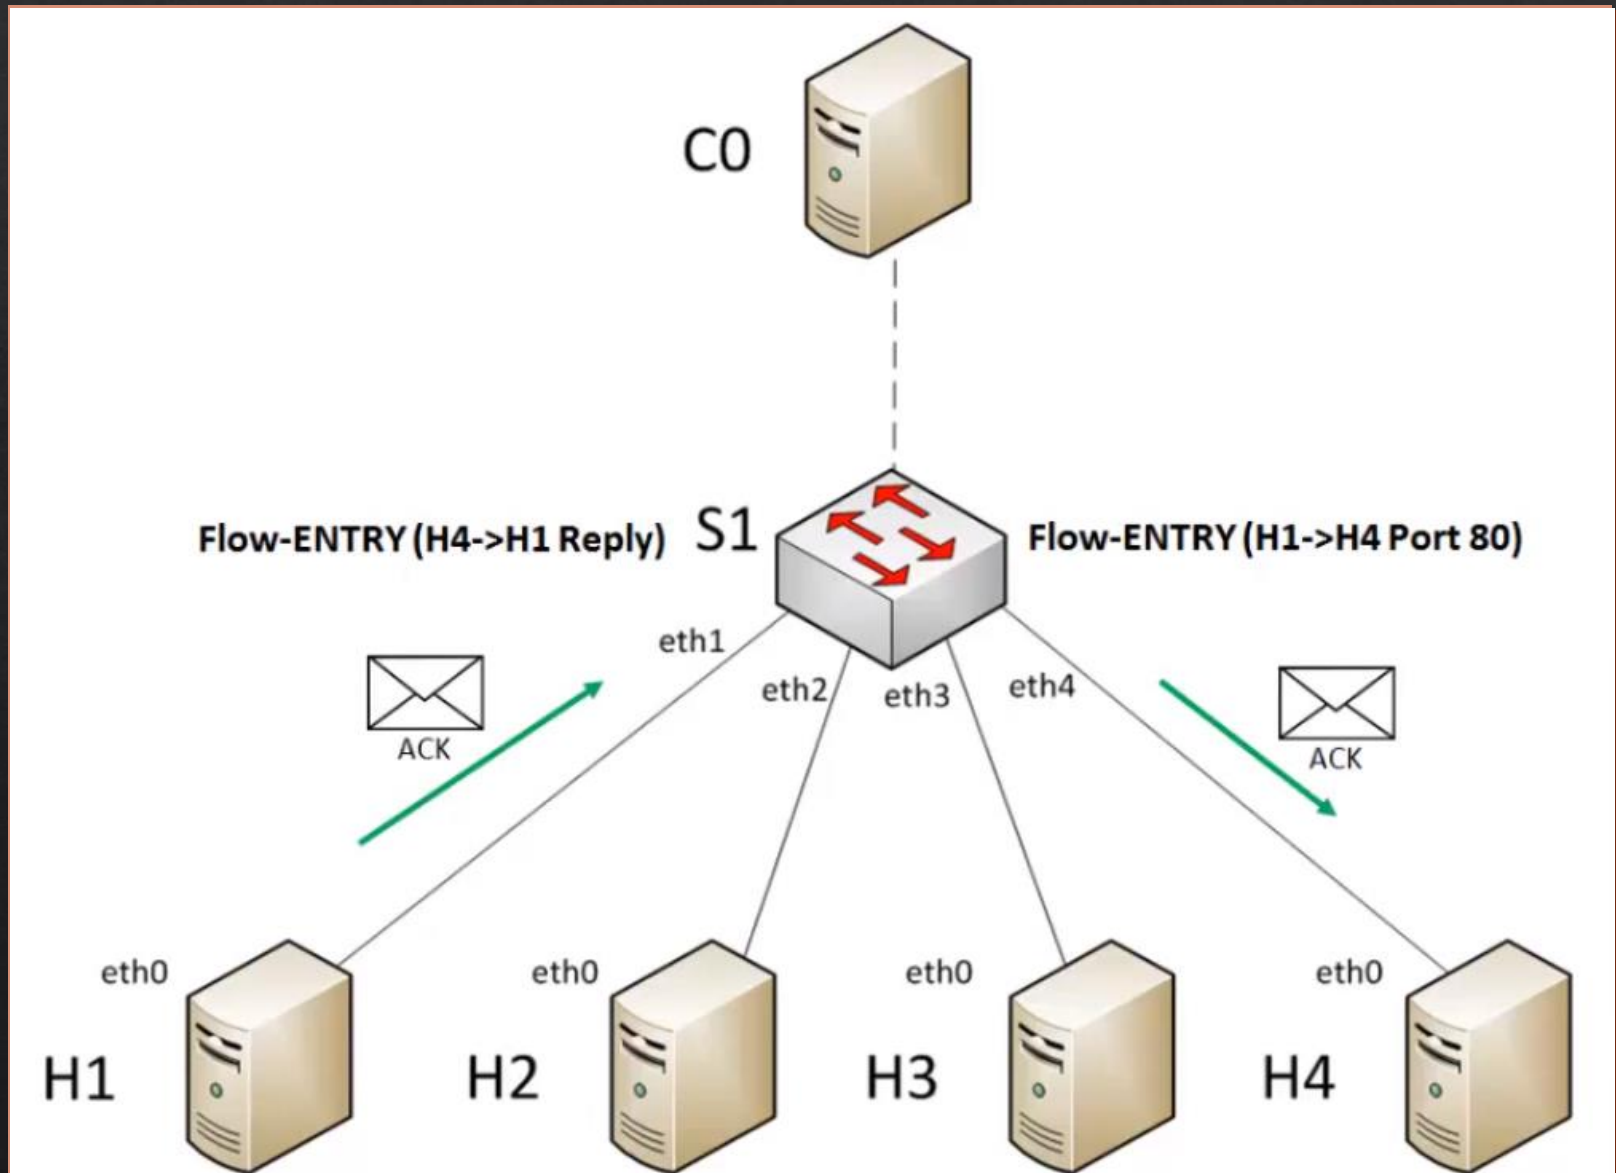 C0
Flow-ENTRY (H4->H1 Reply)
S1
Flow-ENTRY (H1->H4 Port 80)
eth1
eth2
eth3
eth4
ACK
ACK
eth0
eth0
eth0
eth0
H1
H2
H3
H4